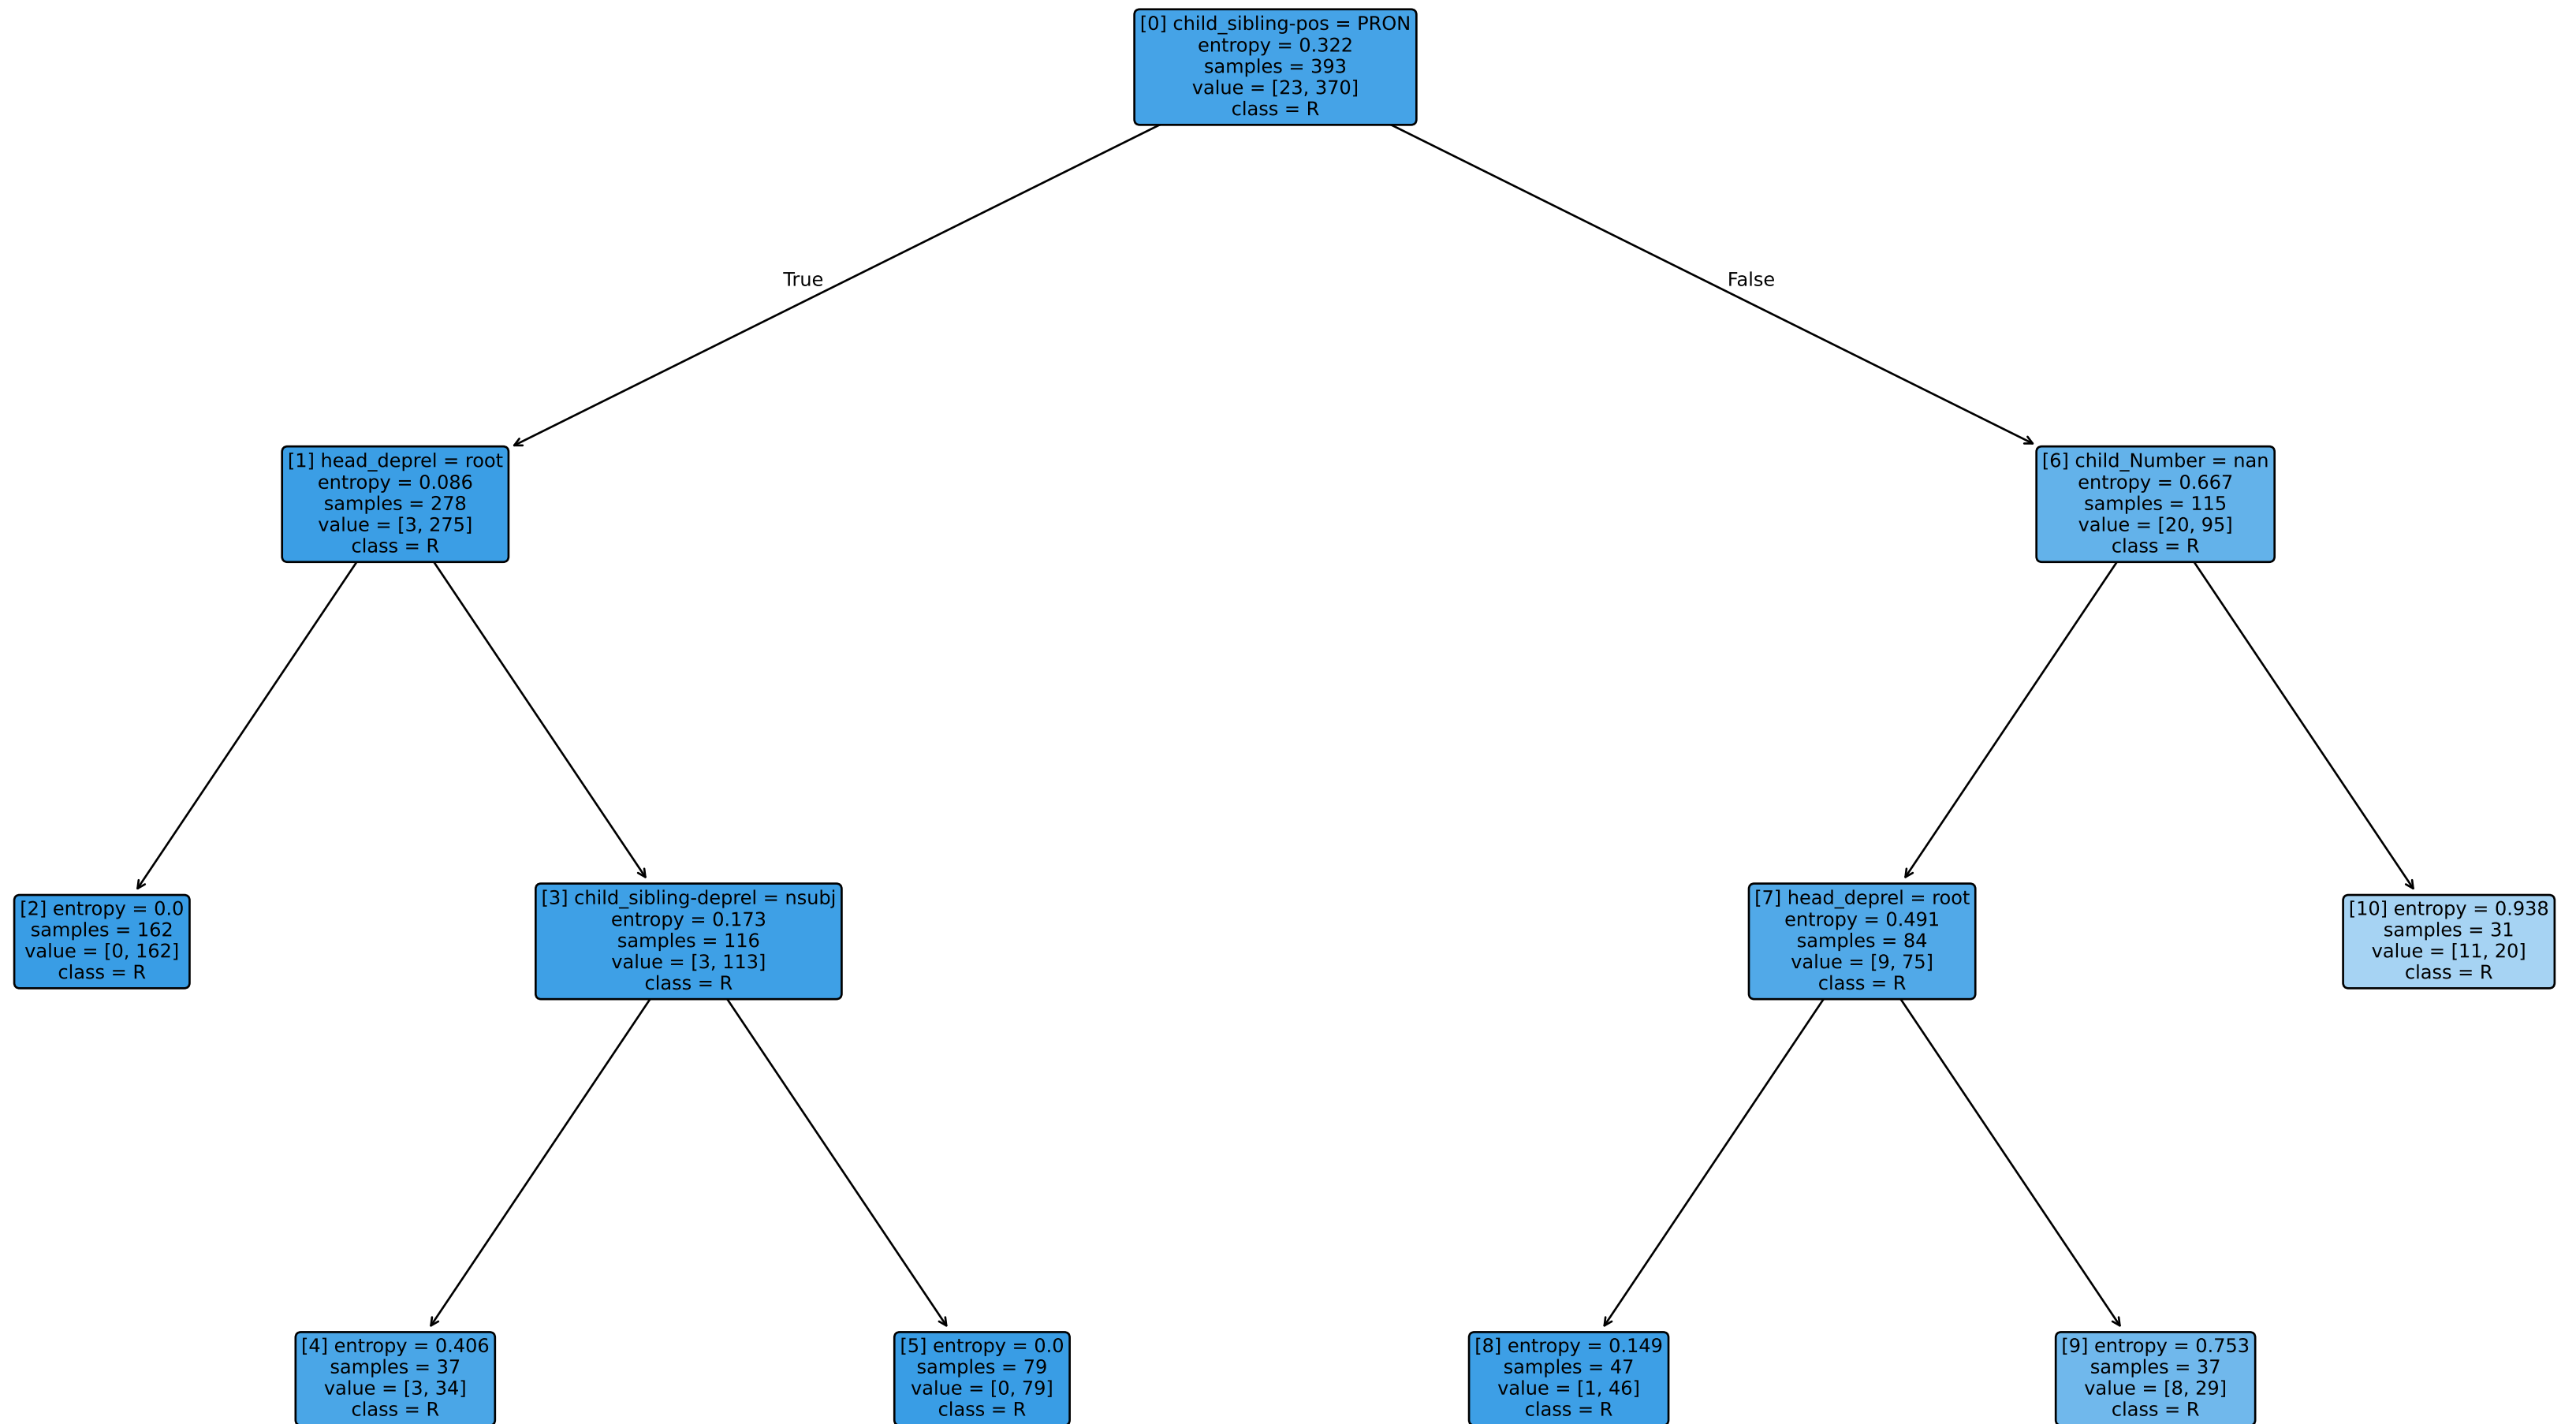 [0] child_sibling-pos = PRON
entropy = 0.322
samples = 393
value = [23, 370]
class = R
True
False
[1] head_deprel = root
entropy = 0.086
samples = 278
value = [3, 275]
class = R
[6] child_Number = nan
entropy = 0.667
samples = 115
value = [20, 95]
class = R
[2] entropy = 0.0
samples = 162
value = [0, 162]
class = R
[3] child_sibling-deprel = nsubj
entropy = 0.173
samples = 116
value = [3, 113]
class = R
[7] head_deprel = root
entropy = 0.491
samples = 84
value = [9, 75]
class = R
[10] entropy = 0.938
samples = 31
value = [11, 20]
class = R
[4] entropy = 0.406
samples = 37
value = [3, 34]
class = R
[5] entropy = 0.0
samples = 79
value = [0, 79]
class = R
[8] entropy = 0.149
samples = 47
value = [1, 46]
class = R
[9] entropy = 0.753
samples = 37
value = [8, 29]
class = R